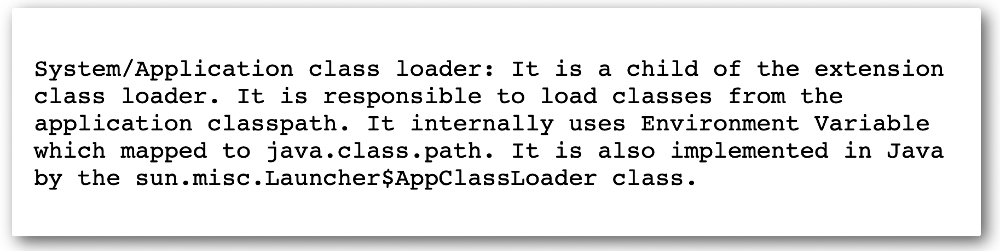 System/Application class loader: It is a child of the extension
class loader. It is responsible to load classes from the
application classpath. It internally uses Environment Variable
which mapped to java.class.path. It is also implemented in Java
by the sun.misc.Launcher$AppClassLoader class.